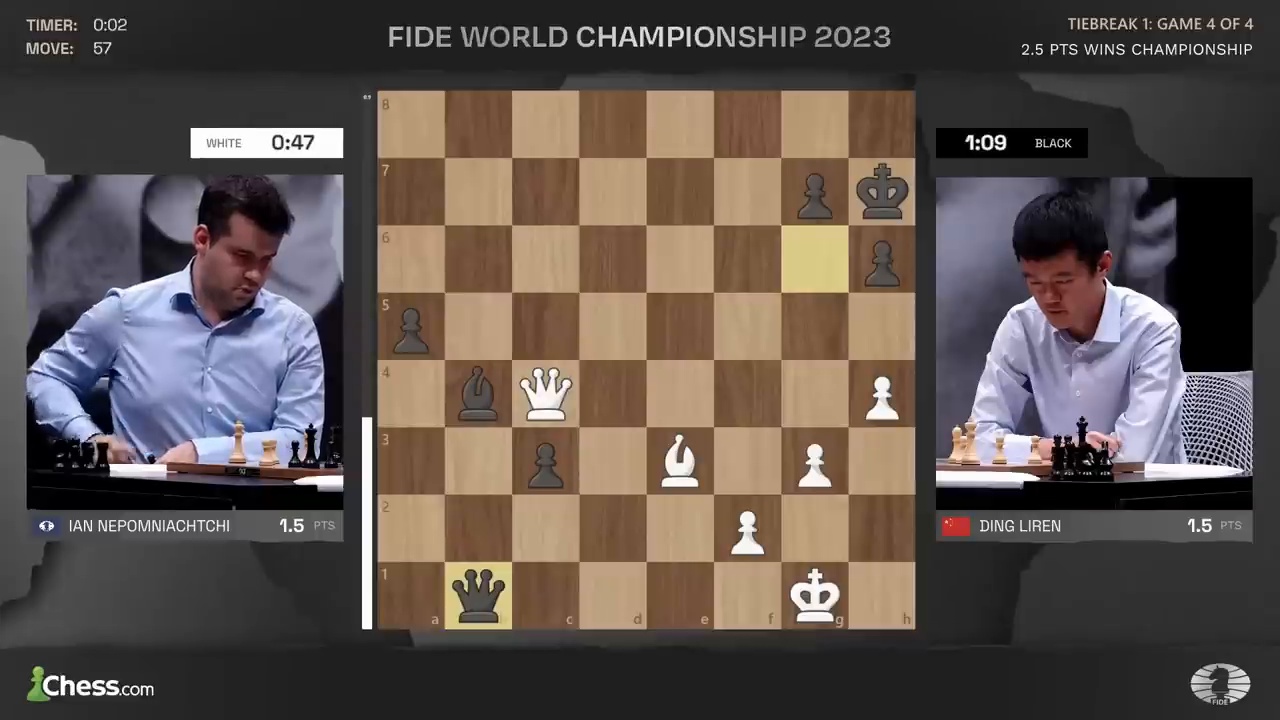 TIMER: 0:02
MOVE: 57
FIDE WORLD CHAMPIONSHIP 2023
TIEBREAK 1: GAME 4 OF 4
2.5 PTS WINS CHAMPIONSHIP
WHITE 0:47
1:09 BLACK
8
7
6
5
4
3
2
1
a c d e f g h
IAN NEPOMNIACHTCHI 1.5 PTS
DING LIREN 1.5 PTS
Chess.com
FIDE